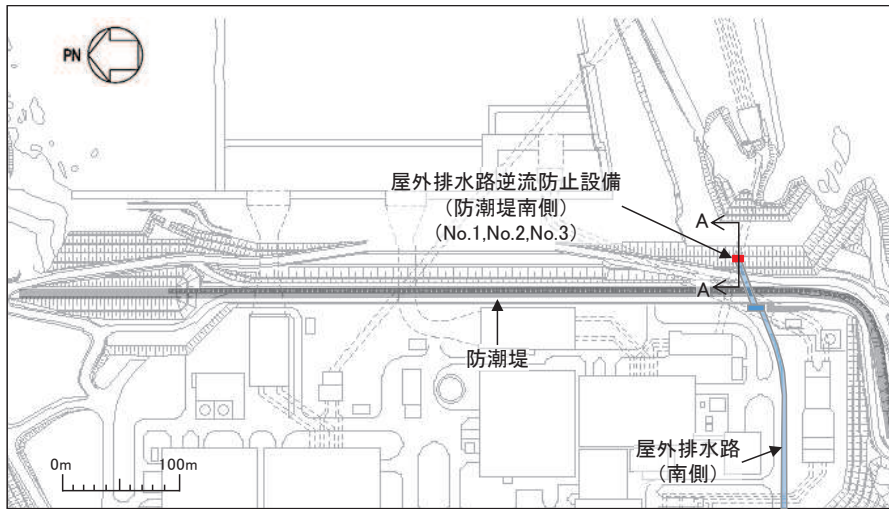 PN
屋外排水路逆流防止設備
（防潮堤南側）
（No.1,No.2,No.3）
A
A
防潮堤
屋外排水路
（南側）
0m
100m